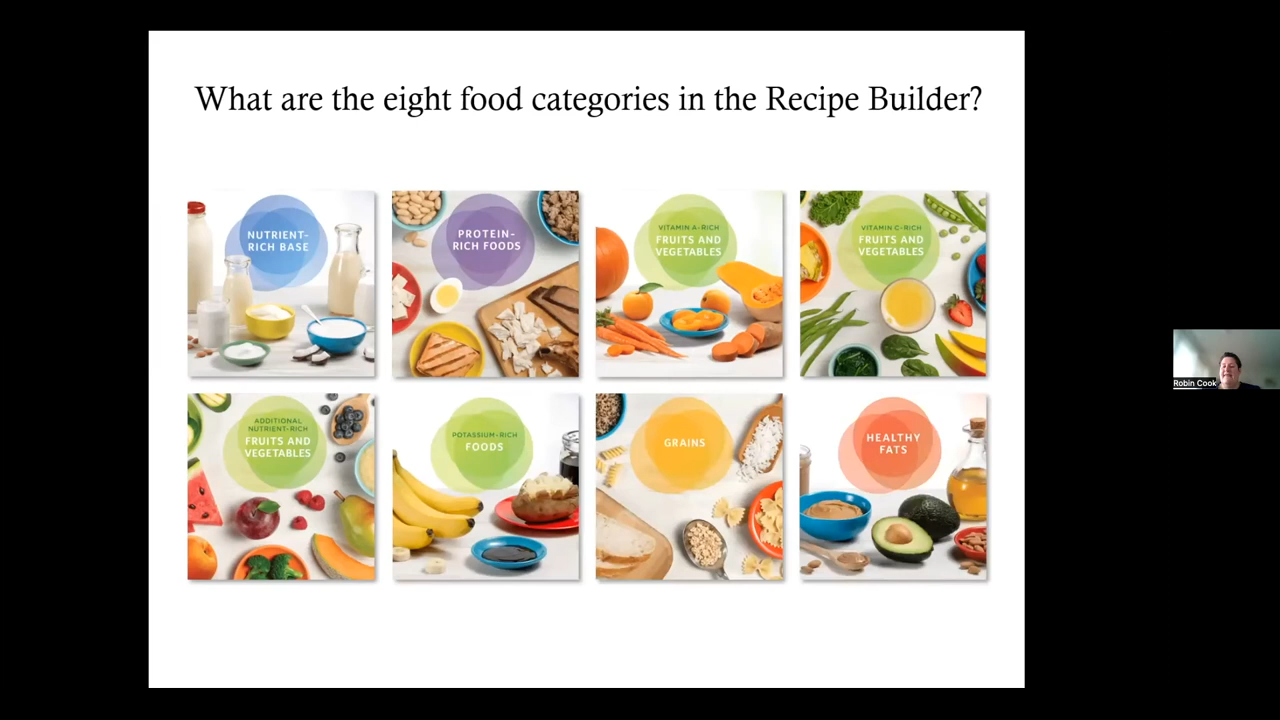 What are the eight food categories in the Recipe Builder?
NUTRIENT-
RICH BASE
PROTEIN-
RICH FOODS
VITAMIN A-RICH
FRUITS AND
VEGETABLES
VITAMIN C-RICH
FRUITS AND
VEGETABLES
ADDITIONAL
NUTRIENT-RICH
FRUITS AND
VEGETABLES
POTASSIUM-RICH
FOODS
GRAINS
HEALTHY
FATS
Robin Cook